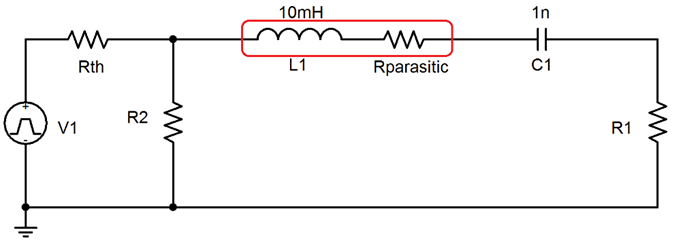 10mH
1n
Rth
L1
Rparasitic
C1
+
V1
-
R2
R1